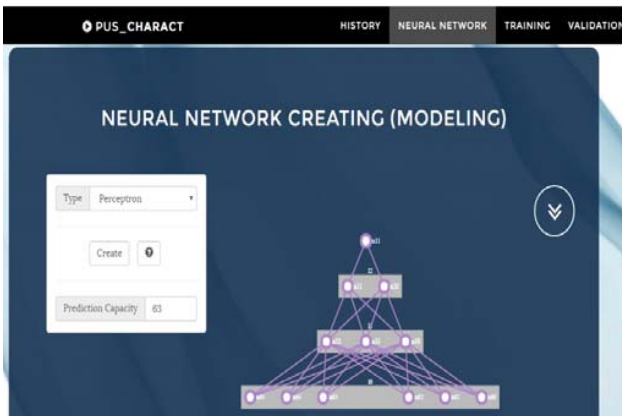 PUS_CHARACT
HISTORY
NEURAL NETWORK
TRAINING
VALIDATION
NEURAL NETWORK CREATING (MODELING)
Type
Perceptron
Create
Prediction Capacity
63